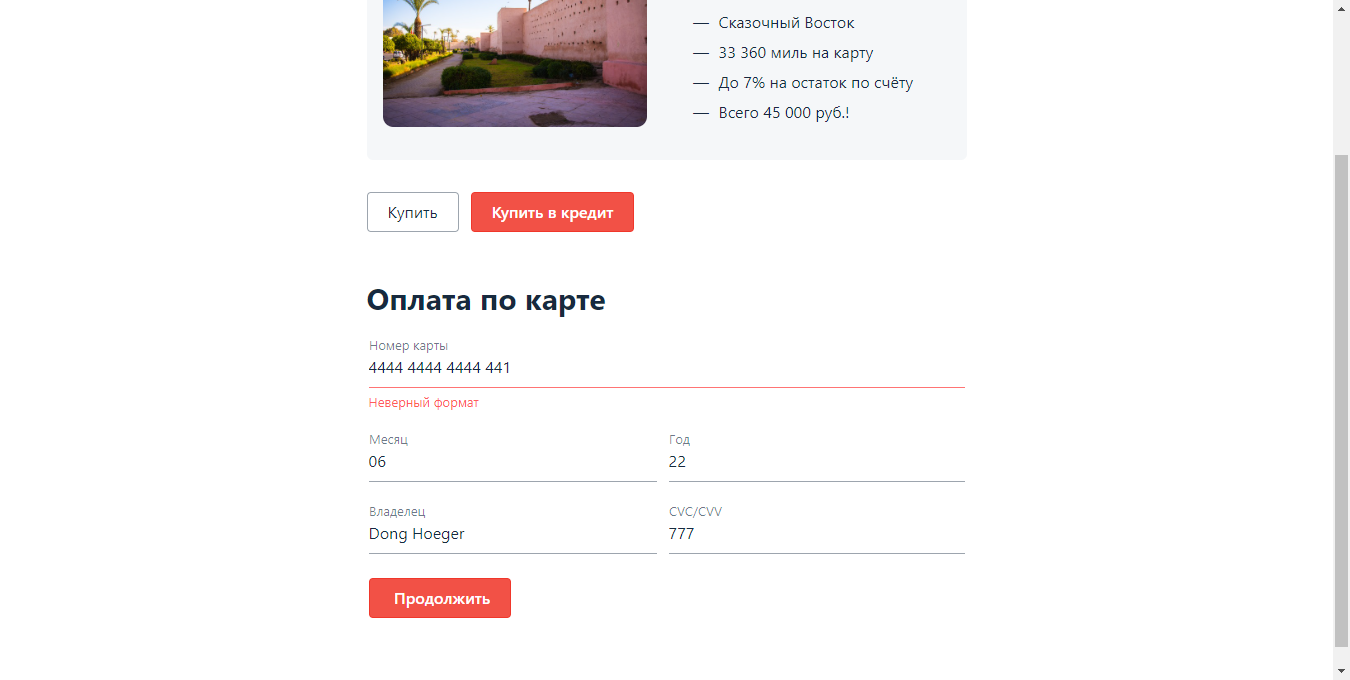 — Сказочный Восток
— 33 360 миль на карту
— До 7% на остаток по счёту
— Всего 45 000 руб.!
Купить Купить в кредит
Оплата по карте
Номер карты
4444 4444 4444 441
Неверный формат
Месяц Год
06 22
Владелец CVC/CVV
Dong Hoeger 777
Продолжить